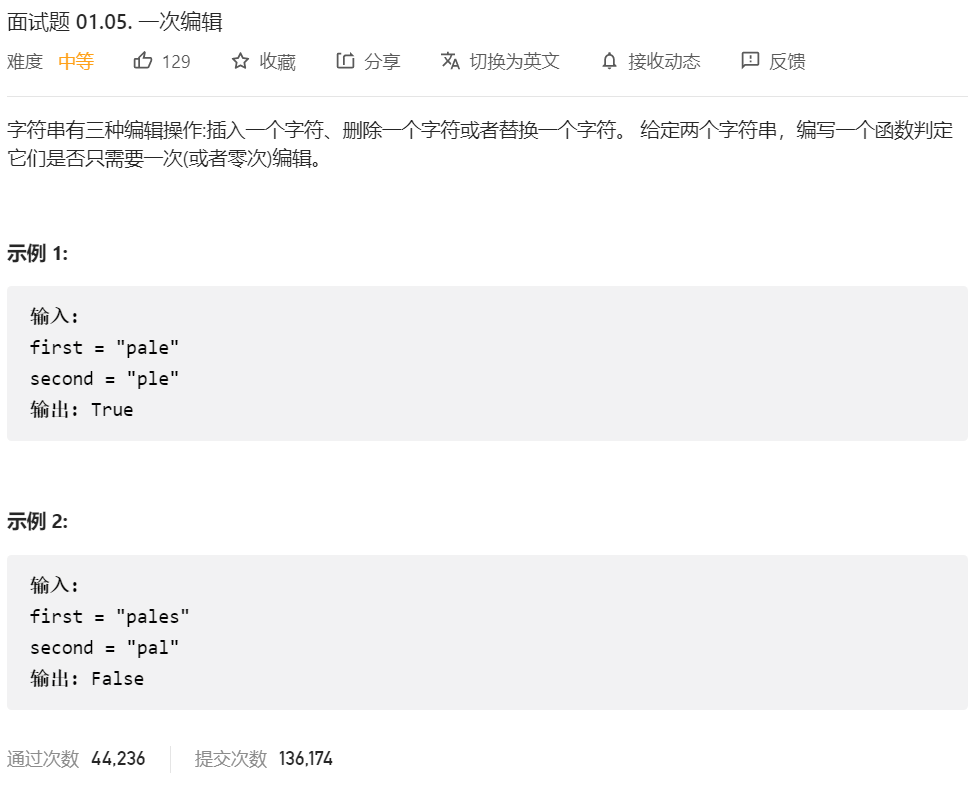 面试题 01.05. 一次编辑
难度 中等 129 收藏 分享 切换为英文 接收动态 反馈
字符串有三种编辑操作:插入一个字符、删除一个字符或者替换一个字符。 给定两个字符串，编写一个函数判定
它们是否只需要一次(或者零次)编辑。
示例 1:
输入:
first = "pale"
second = "ple"
输出: True
示例 2:
输入:
first = "pales"
second = "pal"
输出: False
通过次数 44,236 提交次数 136,174